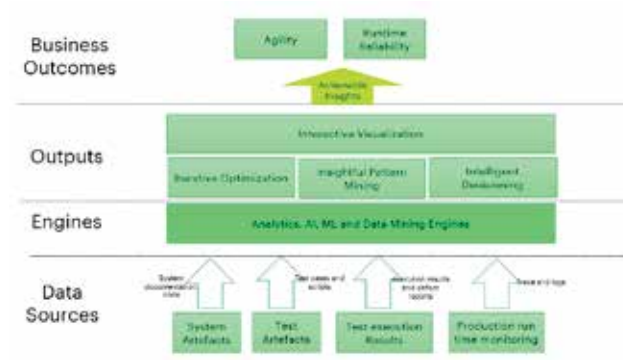 Business
Outcomes
Agility
Runtime
Reliability
Actionable
Insights
Outputs
Interactive Visualization
Iterative Optimization
Insightful Pattern
Mining
Intelligent
Engines
Analytics, AI, ML and Data Mining Engines
Data
Sources
System
documentation
Test cases and
scripts
execution results
and defect
reports
Trace and logs
System
Artefacts
Test
Artefacts
Test execution
Results
Production run
time monitoring